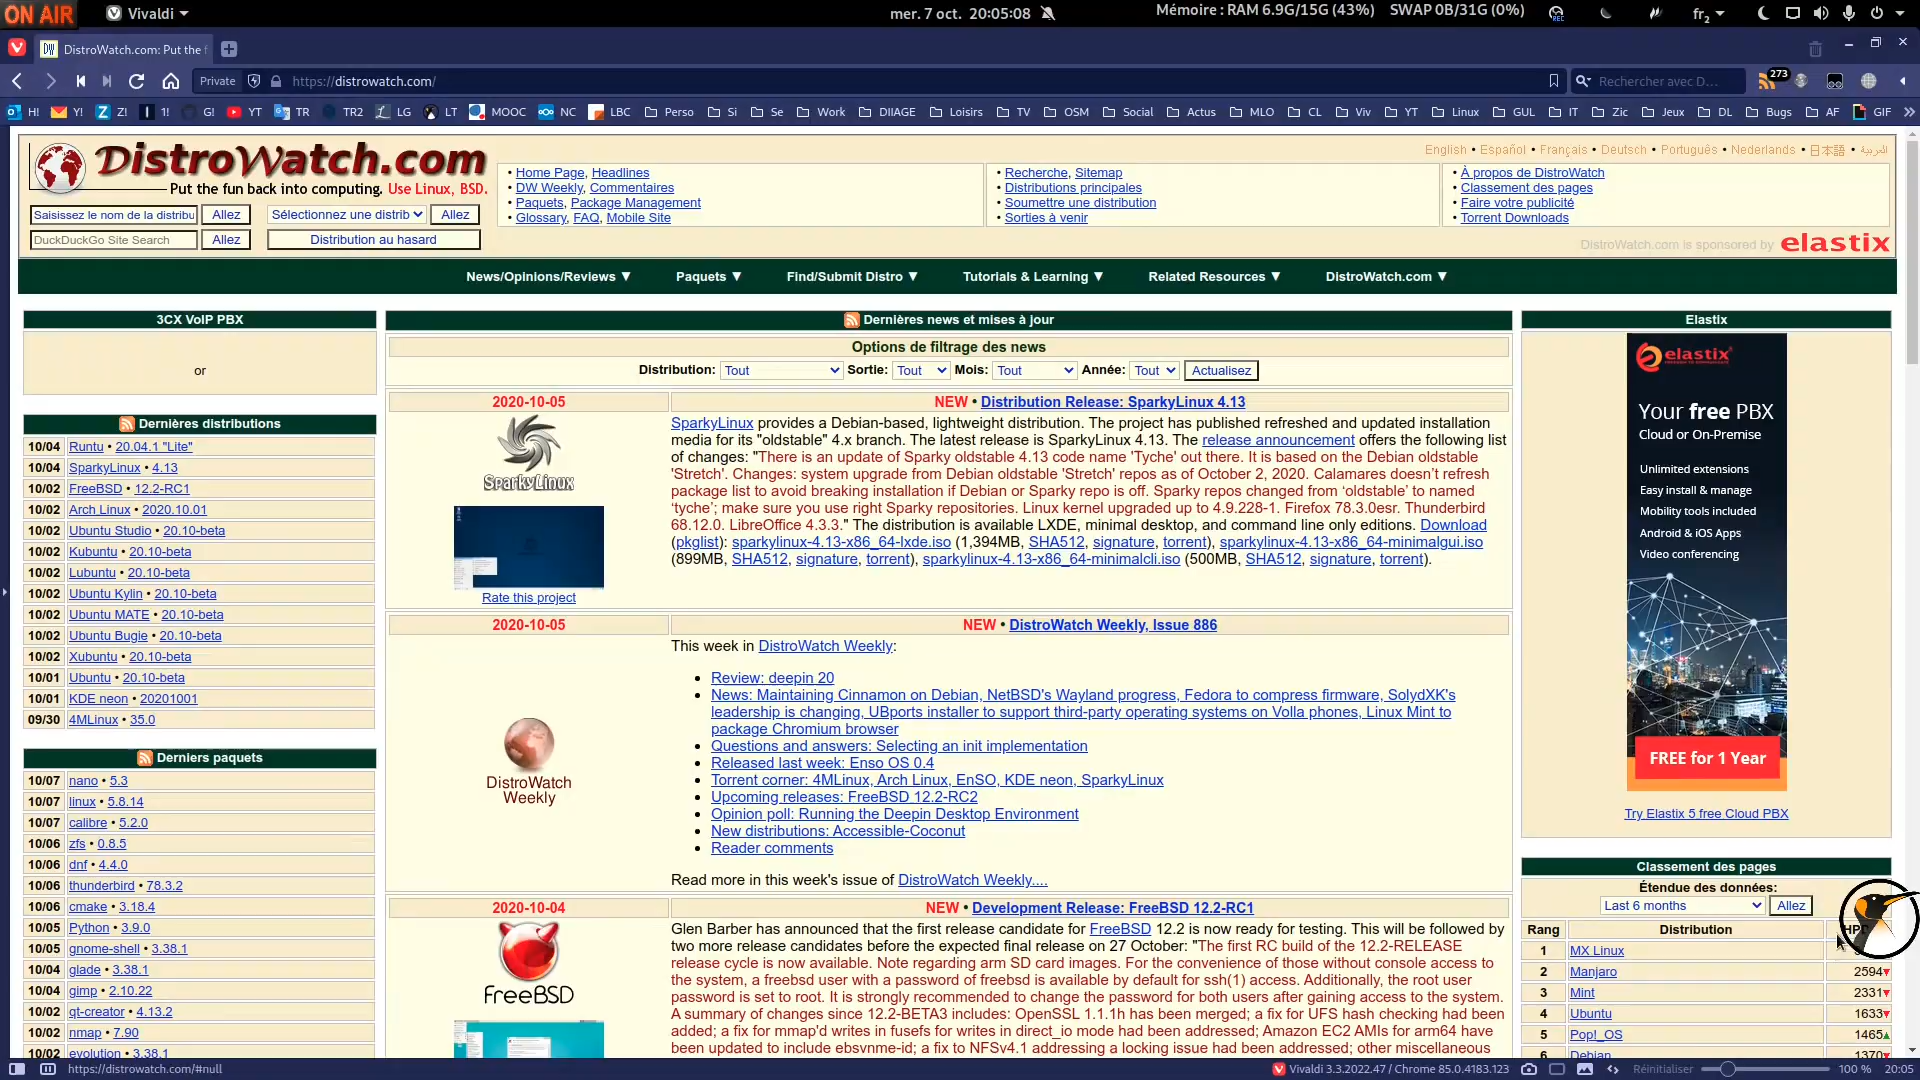 ON AIR
Vivaldi
mer. 7 oct. 20:05:08
Mémoire : RAM 6.9G/15G (43%) SWAP 0B/31G (0%)
fr₂
DistroWatch.com: Put the f
Private
https://distrowatch.com/
Rechercher avec D...
273
H! Y! Z! 1! G! YT TR TR2 LG LT MOOC NC LBC Perso Si Se Work DIIAGE Loisirs TV OSM Social Actus MLO CL Viv YT Linux GUL IT Zic Jeux DL Bugs AF GIF
DistroWatch.com
Put the fun back into computing. Use Linux, BSD.
English • Español • Français • Deutsch • Português • Nederlands • 日本語 • العربية
Saisissez le nom de la distribu Allez Sélectionnez une distrib Allez
DuckDuckGo Site Search Allez Distribution au hasard
• Home Page, Headlines
• DW Weekly, Commentaires
• Paquets, Package Management
• Glossary, FAQ, Mobile Site
• Recherche, Sitemap
• Distributions principales
• Soumettre une distribution
• Sorties à venir
• À propos de DistroWatch
• Classement des pages
• Faire votre publicité
• Torrent Downloads
DistroWatch.com is sponsored by elastix
News/Opinions/Reviews ▼ Paquets ▼ Find/Submit Distro ▼ Tutorials & Learning ▼ Related Resources ▼ DistroWatch.com ▼
3CX VoIP PBX
or
Dernières distributions
10/04 Runtu • 20.04.1 "Lite"
10/04 SparkyLinux • 4.13
10/02 FreeBSD • 12.2-RC1
10/02 Arch Linux • 2020.10.01
10/02 Ubuntu Studio • 20.10-beta
10/02 Kubuntu • 20.10-beta
10/02 Lubuntu • 20.10-beta
10/02 Ubuntu Kylin • 20.10-beta
10/02 Ubuntu MATE • 20.10-beta
10/02 Ubuntu Bugie • 20.10-beta
10/02 Xubuntu • 20.10-beta
10/01 Ubuntu • 20.10-beta
10/01 KDE neon • 20201001
09/30 4MLinux • 35.0
Derniers paquets
10/07 nano • 5.3
10/07 linux • 5.8.14
10/07 calibre • 5.2.0
10/06 zfs • 0.8.5
10/06 dnf • 4.4.0
10/06 thunderbird • 78.3.2
10/06 cmake • 3.18.4
10/05 Python • 3.9.0
10/05 gnome-shell • 3.38.1
10/04 glade • 3.38.1
10/04 gimp • 2.10.22
10/02 qt-creator • 4.13.2
10/02 nmap • 7.90
10/02 evolution • 3.38.1
Dernières news et mises à jour
Options de filtrage des news
Distribution: Tout Sortie: Tout Mois: Tout Année: Tout Actualisez
2020-10-05 NEW • Distribution Release: SparkyLinux 4.13
SparkyLinux
Rate this project
SparkyLinux provides a Debian-based, lightweight distribution. The project has published refreshed and updated installation
media for its "oldstable" 4.x branch. The latest release is SparkyLinux 4.13. The release announcement offers the following list
of changes: "There is an update of Sparky oldstable 4.13 code name 'Tyche' out there. It is based on the Debian oldstable
'Stretch'. Changes: system upgrade from Debian oldstable 'Stretch' repos as of October 2, 2020. Calamares doesn't refresh
package list to avoid breaking installation if Debian or Sparky repo is off. Sparky repos changed from ‘oldstable’ to named
‘tyche’; make sure you use right Sparky repositories. Linux kernel upgraded up to 4.9.228-1. Firefox 78.3.0esr. Thunderbird
68.12.0. LibreOffice 4.3.3." The distribution is available LXDE, minimal desktop, and command line only editions. Download
(pkglist): sparkylinux-4.13-x86_64-lxde.iso (1,394MB, SHA512, signature, torrent), sparkylinux-4.13-x86_64-minimalgui.iso
(899MB, SHA512, signature, torrent), sparkylinux-4.13-x86_64-minimalcli.iso (500MB, SHA512, signature, torrent).
2020-10-05 NEW • DistroWatch Weekly, Issue 886
DistroWatch
Weekly
This week in DistroWatch Weekly:
• Review: deepin 20
• News: Maintaining Cinnamon on Debian, NetBSD's Wayland progress, Fedora to compress firmware, SolydXK's
leadership is changing, UBports installer to support third-party operating systems on Volla phones, Linux Mint to
package Chromium browser
• Questions and answers: Selecting an init implementation
• Released last week: Enso OS 0.4
• Torrent corner: 4MLinux, Arch Linux, EnSO, KDE neon, SparkyLinux
• Upcoming releases: FreeBSD 12.2-RC2
• Opinion poll: Running the Deepin Desktop Environment
• New distributions: Accessible-Coconut
• Reader comments
Read more in this week's issue of DistroWatch Weekly....
2020-10-04 NEW • Development Release: FreeBSD 12.2-RC1
FreeBSD
Glen Barber has announced that the first release candidate for FreeBSD 12.2 is now ready for testing. This will be followed by
two more release candidates before the expected final release on 27 October: "The first RC build of the 12.2-RELEASE
release cycle is now available. Note regarding arm SD card images. For the convenience of those without console access to
the system, a freebsd user with a password of freebsd is available by default for ssh(1) access. Additionally, the root user
password is set to root. It is strongly recommended to change the password for both users after gaining access to the system.
A summary of changes since 12.2-BETA3 includes: OpenSSL 1.1.1h has been merged; a fix for UFS hash checking had been
added; a fix for mmap'd writes in fusefs for writes in direct_io mode had been addressed; Amazon EC2 AMIs for arm64 have
been updated to include ebsvnme-id; a fix to NFSv4.1 addressing a locking issue had been addressed; other miscellaneous
Elastix
elastix
Your free PBX
Cloud or On-Premise
Unlimited extensions
Easy install & manage
Mobility tools included
Android & iOS Apps
Video conferencing
FREE for 1 Year
Try Elastix 5 free Cloud PBX
Classement des pages
Étendue des données:
Last 6 months Allez
Rang Distribution
1 MX Linux
2 Manjaro 2594▼
3 Mint 2331▼
4 Ubuntu 1633▼
5 Pop!_OS 1465▲
6 Debian 1370▼
https://distrowatch.com/#null
Vivaldi 3.3.2022.47 / Chrome 85.0.4183.123
Réinitialiser 100 % 20:05